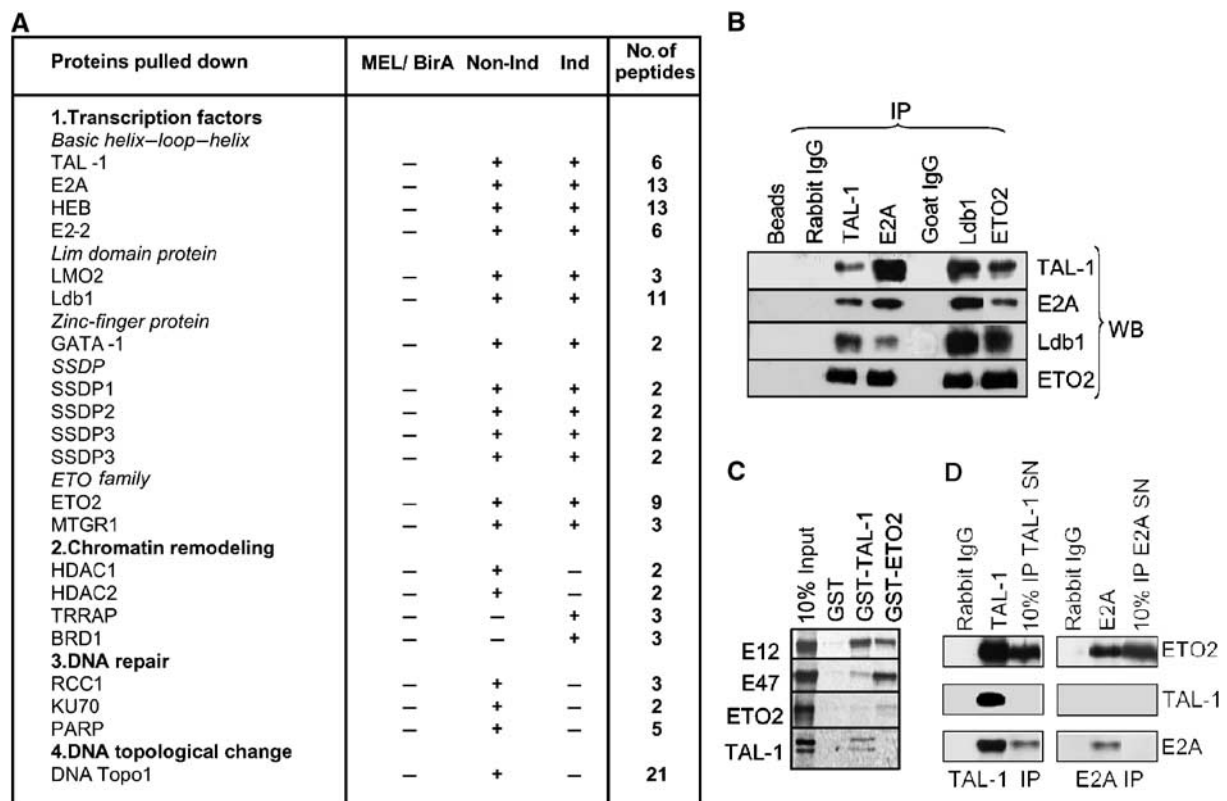 A
Proteins pulled down MEL/ BirA Non-Ind Ind No. of peptides
1.Transcription factors
Basic helix–loop–helix
TAL -1 – + + 6
E2A – + + 13
HEB – + + 13
E2-2 – + + 6
Lim domain protein
LMO2 – + + 3
Ldb1 – + + 11
Zinc-finger protein
GATA -1 – + + 2
SSDP
SSDP1 – + + 2
SSDP2 – + + 2
SSDP3 – + + 2
SSDP3 – + + 2
ETO family
ETO2 – + + 9
MTGR1 – + + 3
2.Chromatin remodeling
HDAC1 – + – 2
HDAC2 – + – 2
TRRAP – – + 3
BRD1 – – + 3
3.DNA repair
RCC1 – + – 3
KU70 – + – 2
PARP – + – 5
4.DNA topological change
DNA Topo1 – + – 21
B
IP
Beads Rabbit IgG TAL-1 E2A Goat IgG Ldb1 ETO2
TAL-1
E2A
Ldb1
ETO2
WB
C
10% Input GST GST-TAL-1 GST-ETO2
E12
E47
ETO2
TAL-1
D
Rabbit IgG TAL-1 10% IP TAL-1 SN Rabbit IgG E2A 10% IP E2A SN
ETO2
TAL-1
E2A
TAL-1 IP E2A IP